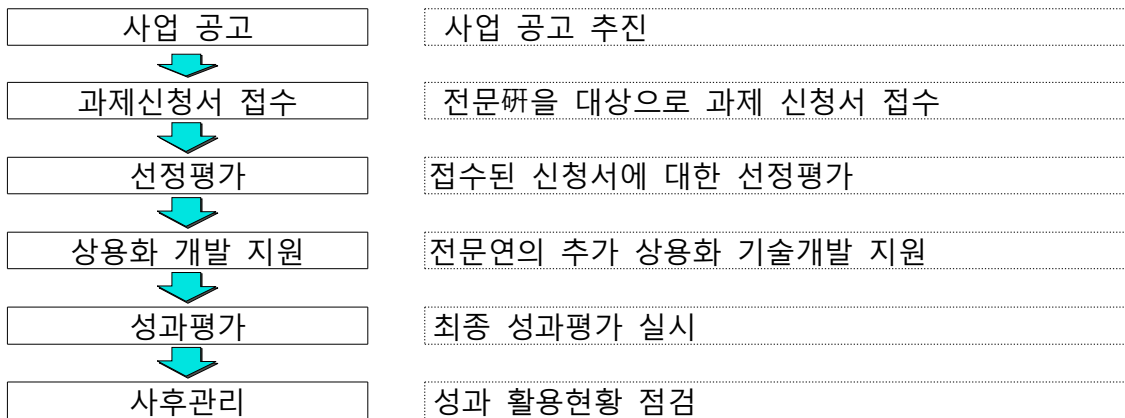 사업 공고
사업 공고 추진
과제신청서 접수
전문硏을 대상으로 과제 신청서 접수
선정평가
접수된 신청서에 대한 선정평가
상용화 개발 지원
전문연의 추가 상용화 기술개발 지원
성과평가
최종 성과평가 실시
사후관리
성과 활용현황 점검